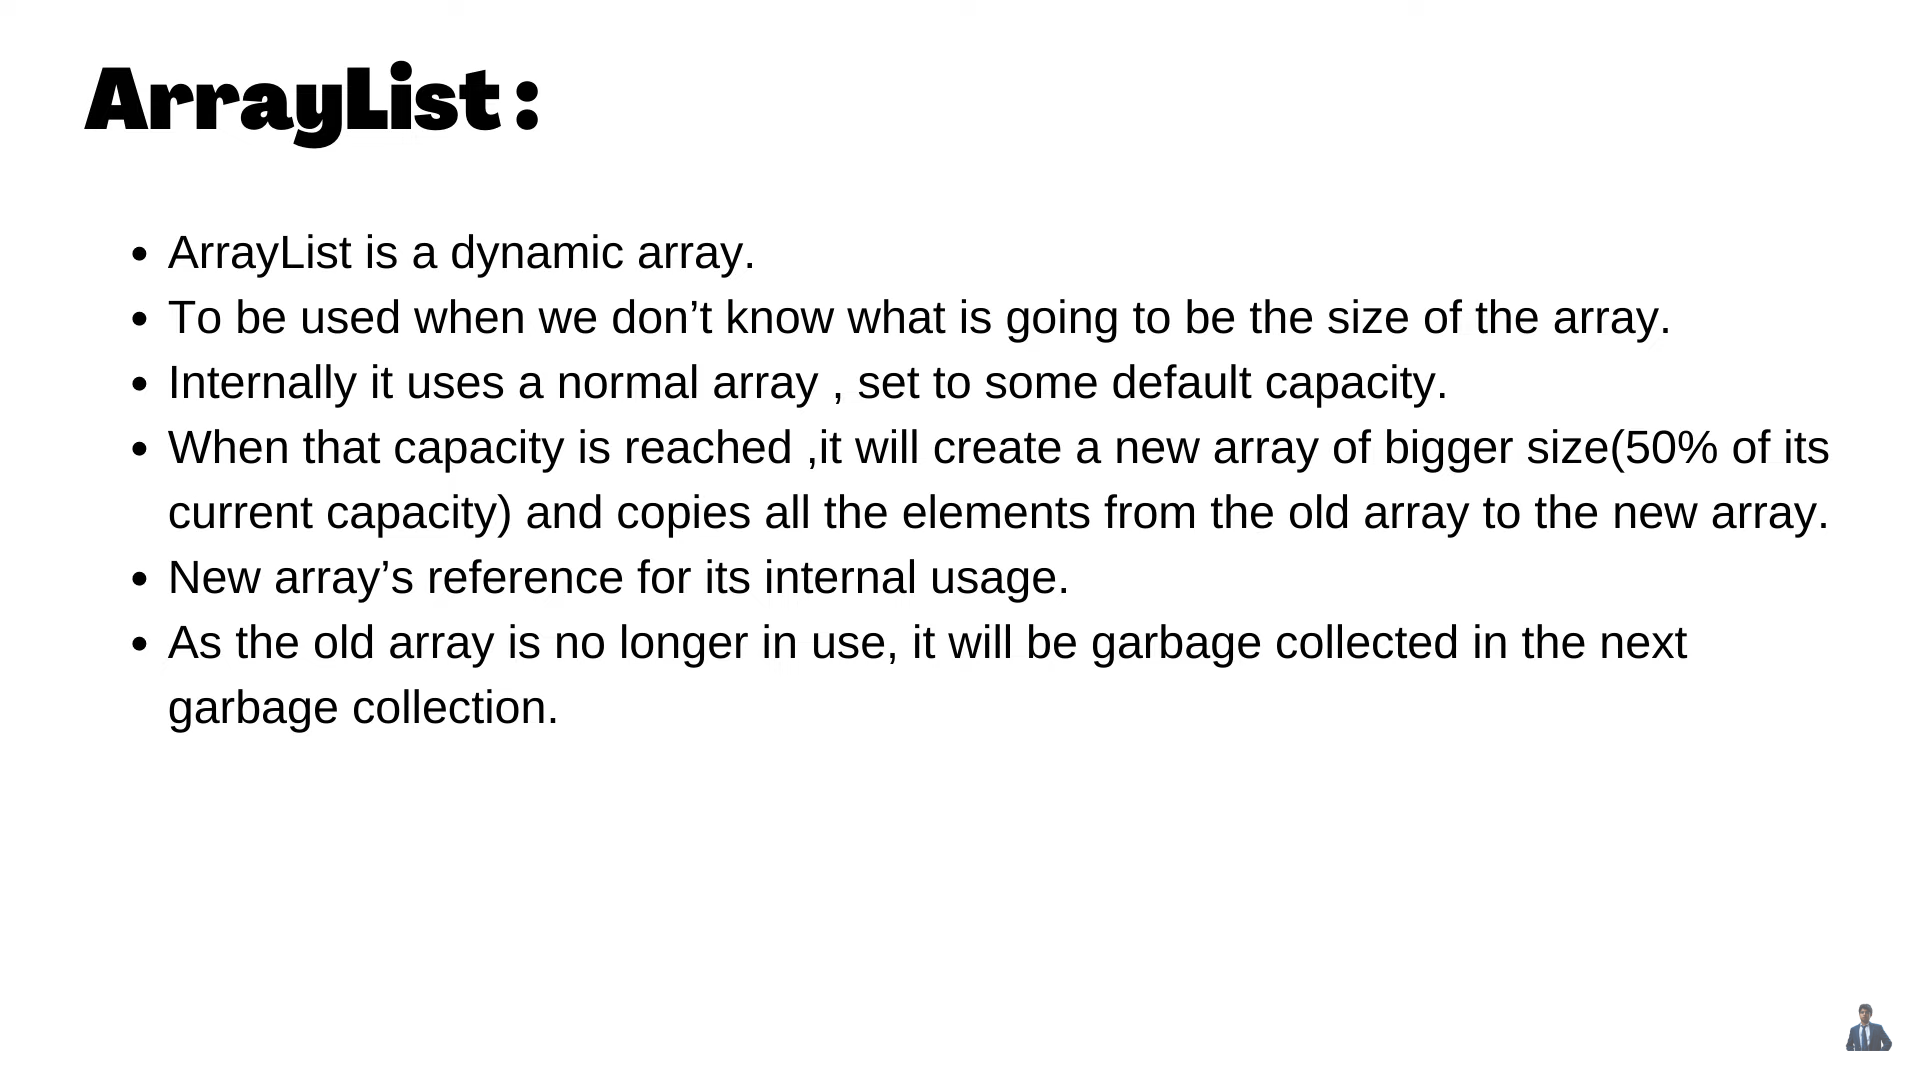 ArrayList:
• ArrayList is a dynamic array.
• To be used when we don’t know what is going to be the size of the array.
• Internally it uses a normal array , set to some default capacity.
• When that capacity is reached ,it will create a new array of bigger size(50% of its
current capacity) and copies all the elements from the old array to the new array.
• New array’s reference for its internal usage.
• As the old array is no longer in use, it will be garbage collected in the next
garbage collection.